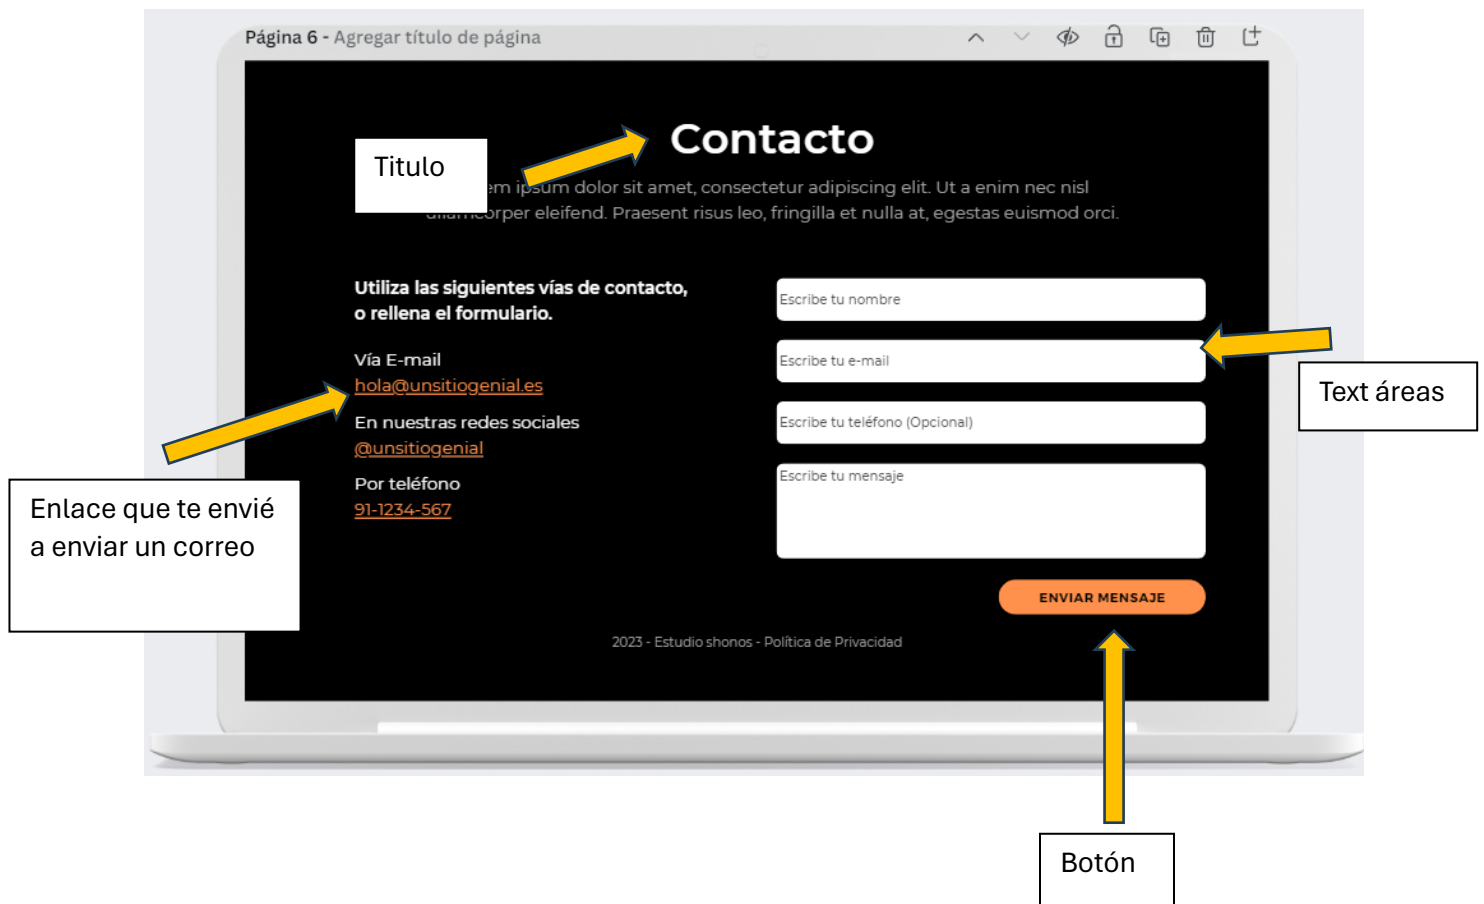 Página 6 - Agregar título de página
Contacto
Titulo
ipsum dolor sit amet, consectetur adipiscing elit. Ut a enim nec nisl
eleifend. Praesent risus leo, fringilla et nulla at, egestas euismod orci.
Utiliza las siguientes vías de contacto,
o rellena el formulario.
Vía E-mail
hola@unsitiogenial.es
En nuestras redes sociales
@unsitiogenial
Por teléfono
91-1234-567
Escribe tu nombre
Escribe tu e-mail
Escribe tu teléfono (Opcional)
Escribe tu mensaje
ENVIAR MENSAJE
2023 - Estudio shonos - Política de Privacidad
Text áreas
Enlace que te envié
a enviar un correo
Botón